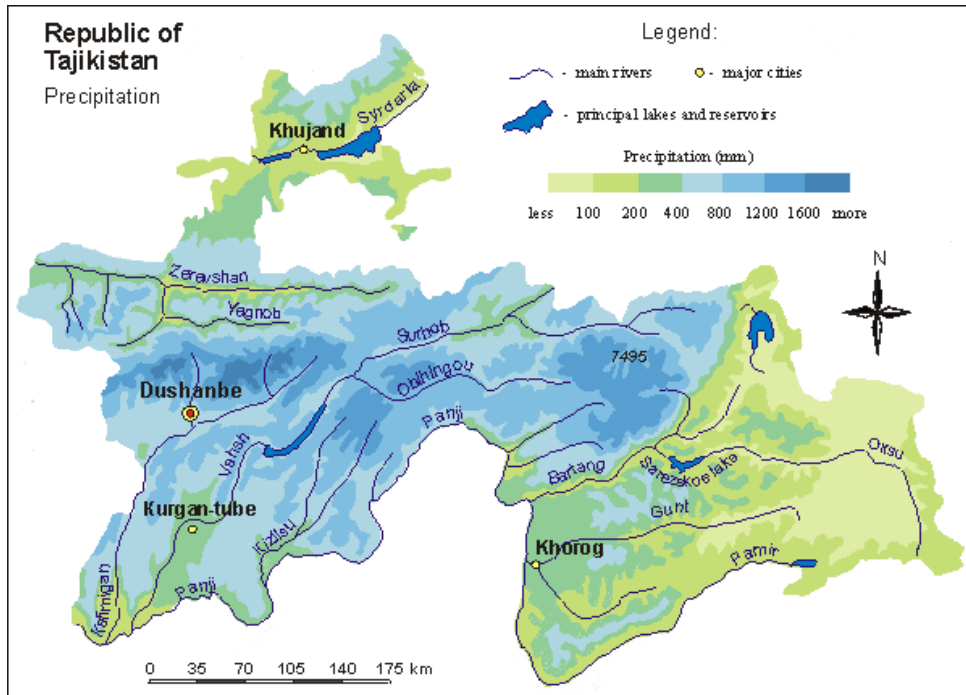 Republic of
Tajikistan
Precipitation
Legend:
- main rivers
- major cities
- principal lakes and reservoirs
Precipitation (mm)
less 100 200 400 800 1200 1600 more
N
Syrdaria
Khujand
Zeravshan
Yagnob
Surhob
7495
Obihingou
Dushanbe
Panji
Vahsh
Bartang
Sarezskoe lake
Oksu
Kurgan-tube
Gunt
Kizilsu
Khorog
Pamir
Kafirnigan
Panji
0 35 70 105 140 175 km